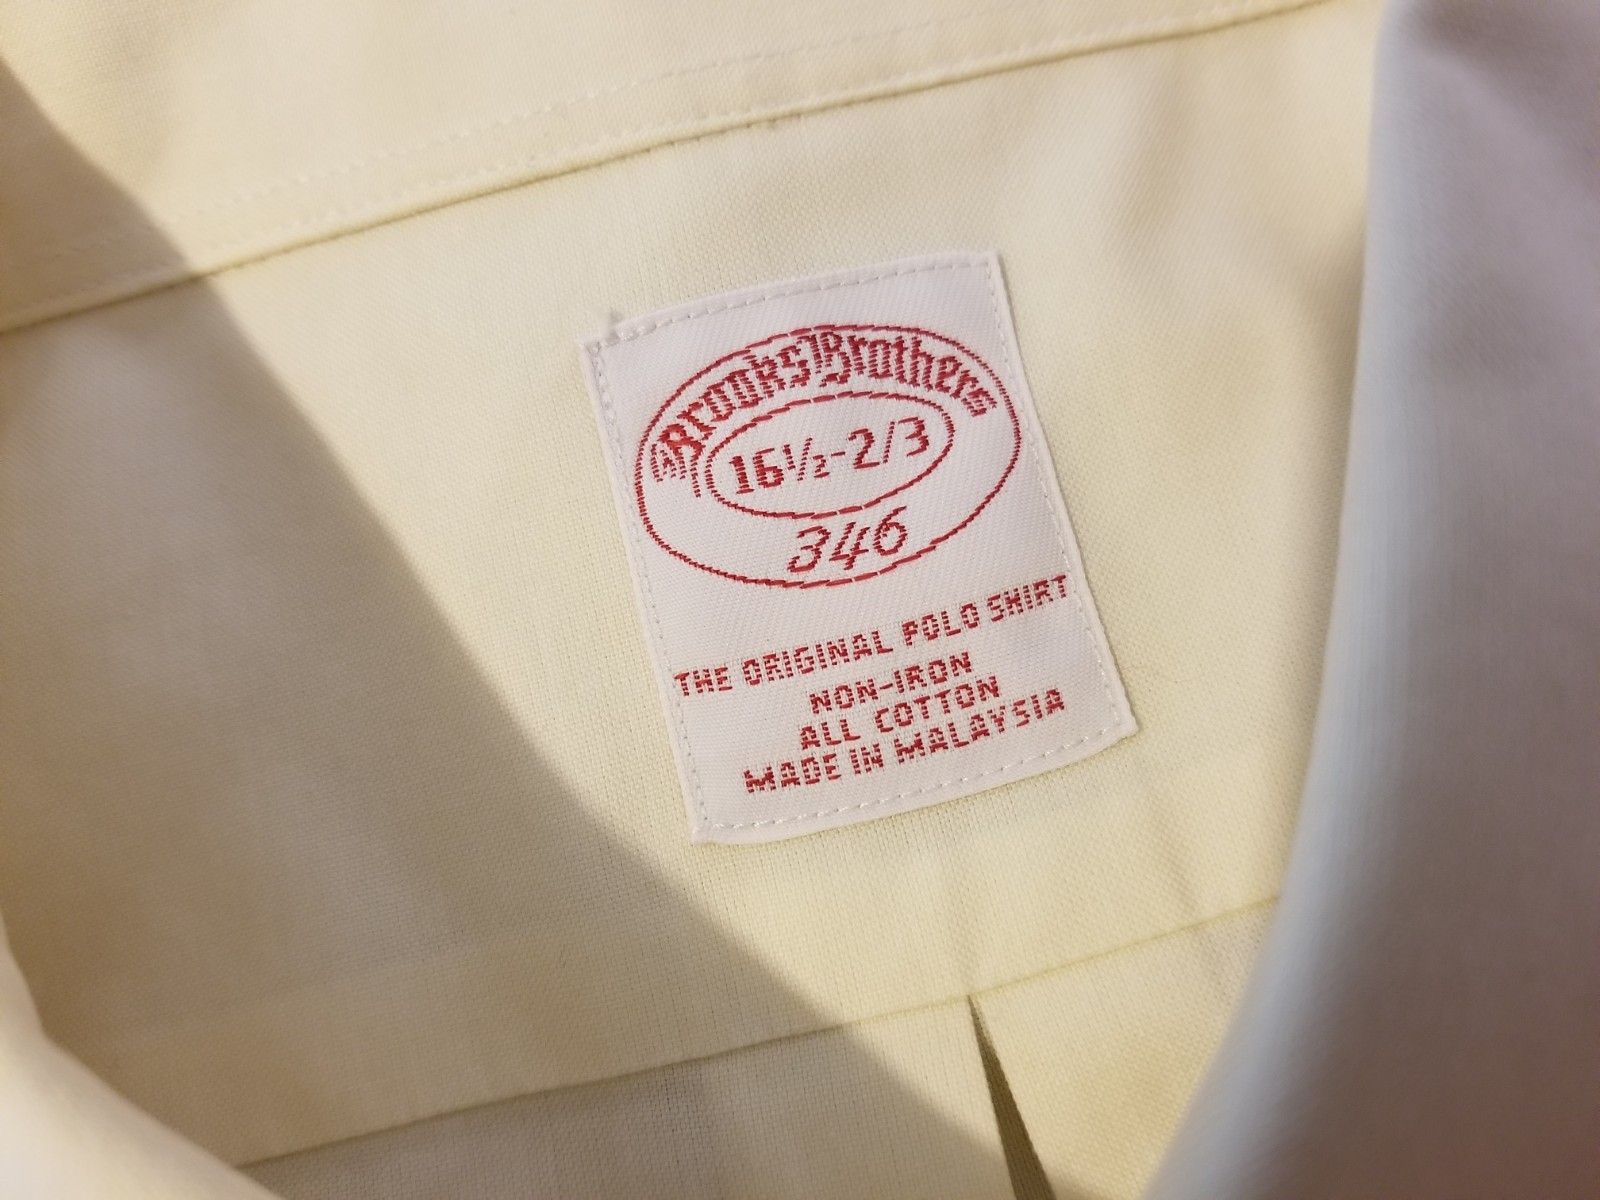 Brooks Brothers
16½-2/3
346
THE ORIGINAL POLO SHIRT
NON-IRON
ALL COTTON
MADE IN MALAYSIA